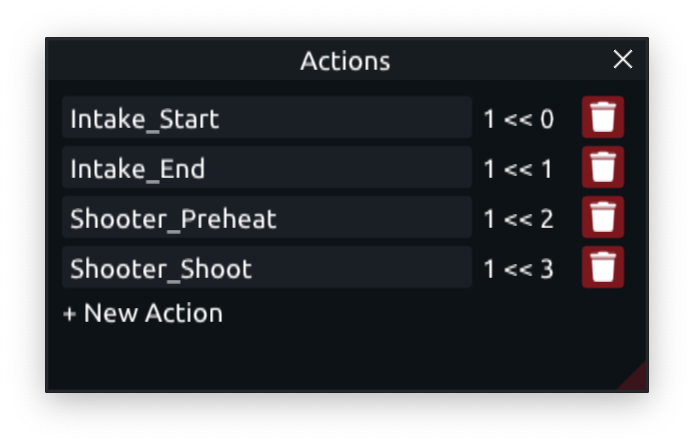 Actions
Intake_Start 1 << 0
Intake_End 1 << 1
Shooter_Preheat 1 << 2
Shooter_Shoot 1 << 3
+ New Action